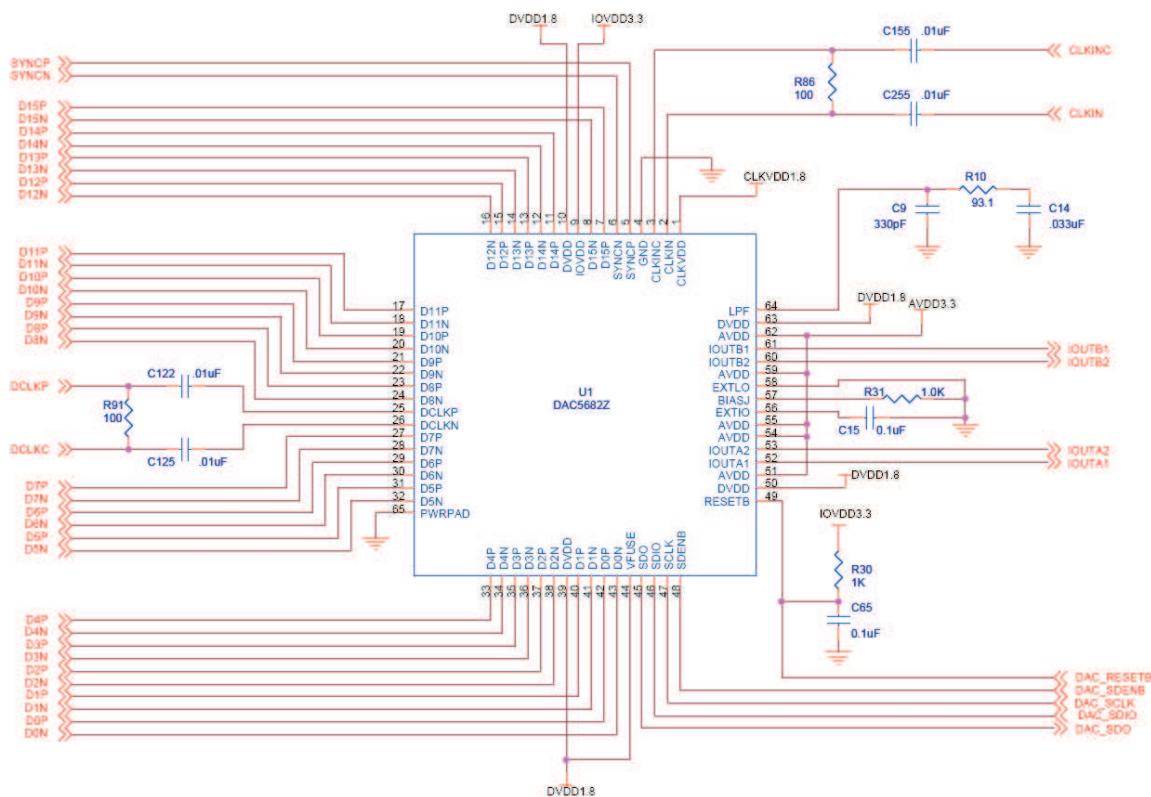 DVDD1.8 IOVDD3.3
C155 .01uF
CLKINC
SYNCP
SYNCN
R86
100
C255 .01uF
CLKIN
D15P
D15N
D14P
D14N
D13P
D13N
D12P
D12N
CLKVDD1.8
R10
93.1
C9
330pF
C14
.033uF
16 15 14 13 12 11 10 9 8 7 6 5 4 3 2 1
D12N D12P D13N D13P D14N D14P DVDD IOVDD D15N D15P SYNCN SYNCP GND CLKINC CLKIN CLKVDD
D11P
D11N
D10P
D10N
D9P
D9N
D8P
D8N
17 D11P
18 D11N
19 D10P
20 D10N
21 D9P
22 D9N
23 D8P
24 D8N
25 DCLKP
26 DCLKN
27 D7P
28 D7N
29 D6P
30 D6N
31 D5P
32 D5N
65 PWRPAD
DCLKP
C122 .01uF
R91
100
DCLKC
C125 .01uF
D7P
D7N
D6P
D6N
D5P
D5N
U1
DAC5682Z
LPF 64
DVDD 63
AVDD 62
IOUTB1 61
IOUTB2 60
AVDD 59
EXTLO 58
BIASJ 57
EXTIO 56
AVDD 55
AVDD 54
IOUTA2 53
IOUTA1 52
AVDD 51
DVDD 50
RESETB 49
DVDD1.8 AVDD3.3
IOUTB1
IOUTB2
R31 1.0K
C15 0.1uF
IOUTA2
IOUTA1
DVDD1.8
IOVDD3.3
R30
1K
C65
0.1uF
D4P D4N D3P D3N D2P D2N DVDD D1P D1N D0P D0N VFUSE SDO SDIO SCLK SDENB
33 34 35 36 37 38 39 40 41 42 43 44 45 46 47 48
D4P
D4N
D3P
D3N
D2P
D2N
D1P
D1N
D0P
D0N
DAC_RESETB
DAC_SDENB
DAC_SCLK
DAC_SDIO
DAC_SDO
DVDD1.8